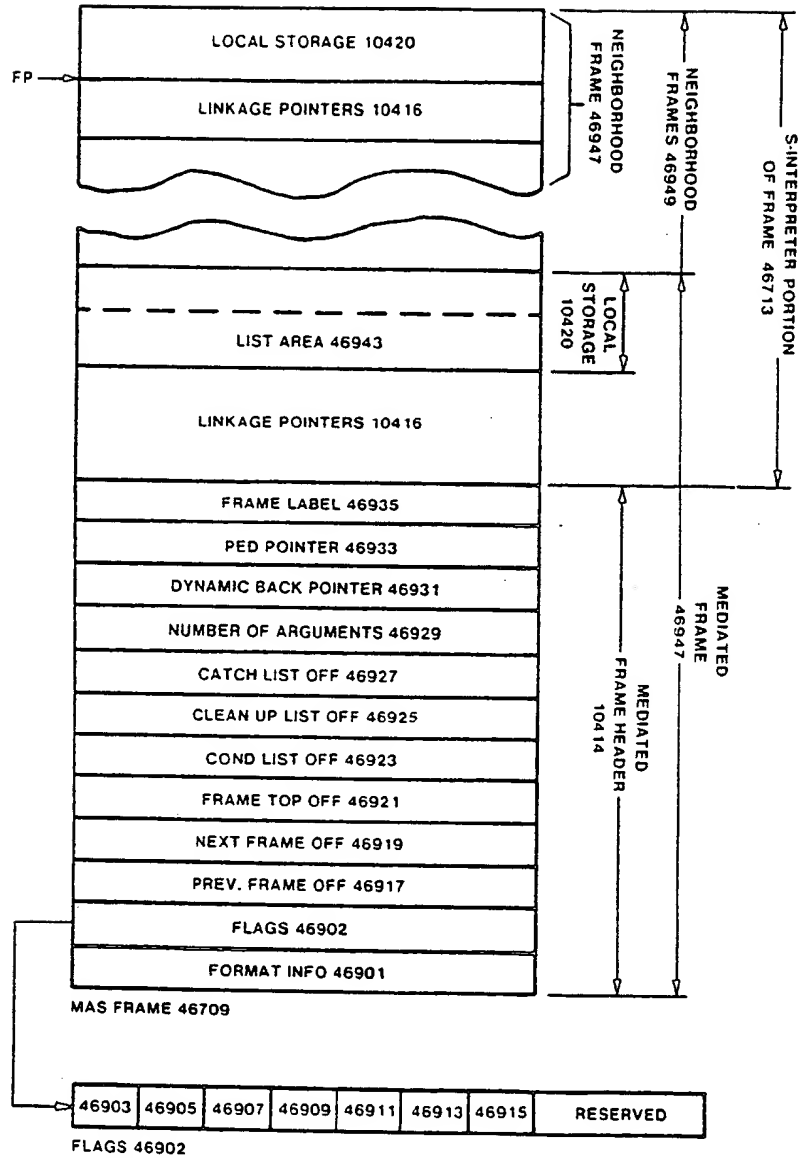 LOCAL STORAGE 10420
FP
LINKAGE POINTERS 10416
NEIGHBORHOOD
FRAME 46947
NEIGHBORHOOD
FRAMES 46949
S-INTERPRETER PORTION
OF FRAME 46713
LIST AREA 46943
LOCAL
STORAGE
10420
LINKAGE POINTERS 10416
FRAME LABEL 46935
PED POINTER 46933
DYNAMIC BACK POINTER 46931
NUMBER OF ARGUMENTS 46929
CATCH LIST OFF 46927
CLEAN UP LIST OFF 46925
COND LIST OFF 46923
FRAME TOP OFF 46921
NEXT FRAME OFF 46919
PREV. FRAME OFF 46917
FLAGS 46902
FORMAT INFO 46901
MEDIATED
FRAME HEADER
10414
MEDIATED
FRAME
46947
MAS FRAME 46709
46903 46905 46907 46909 46911 46913 46915 RESERVED
FLAGS 46902